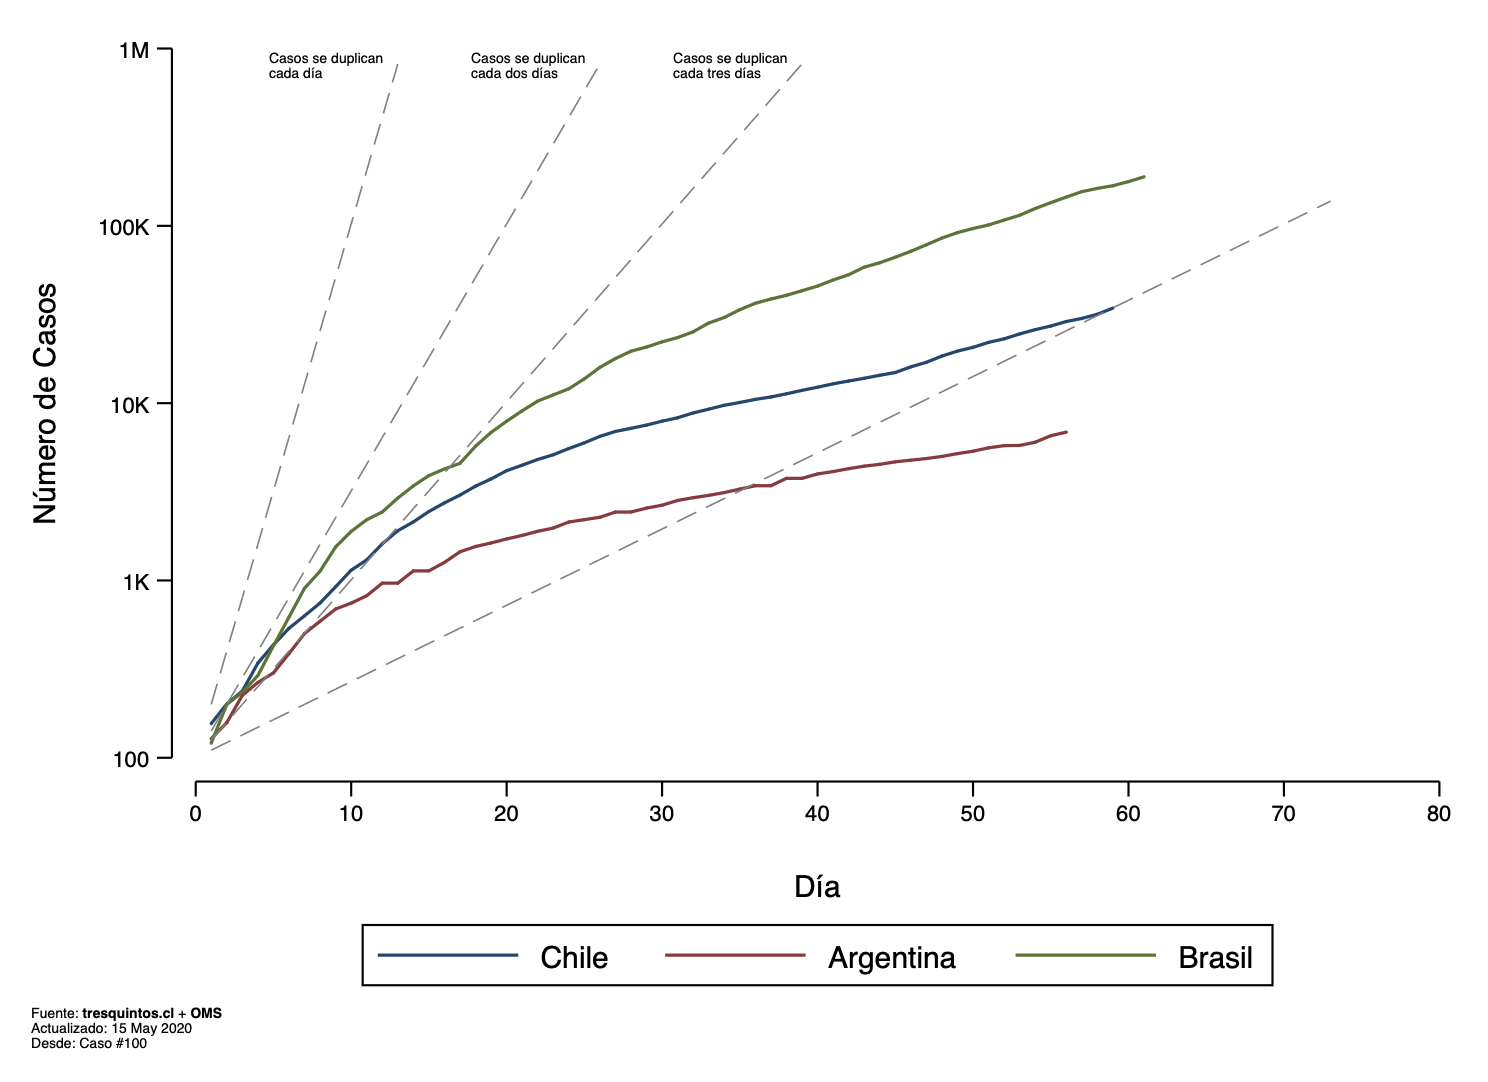 1M
100K
10K
1K
100
Número de Casos
Casos se duplican
cada día
Casos se duplican
cada dos días
Casos se duplican
cada tres días
0 10 20 30 40 50 60 70 80
Día
Chile Argentina Brasil
Fuente: tresquintos.cl + OMS
Actualizado: 15 May 2020
Desde: Caso #100